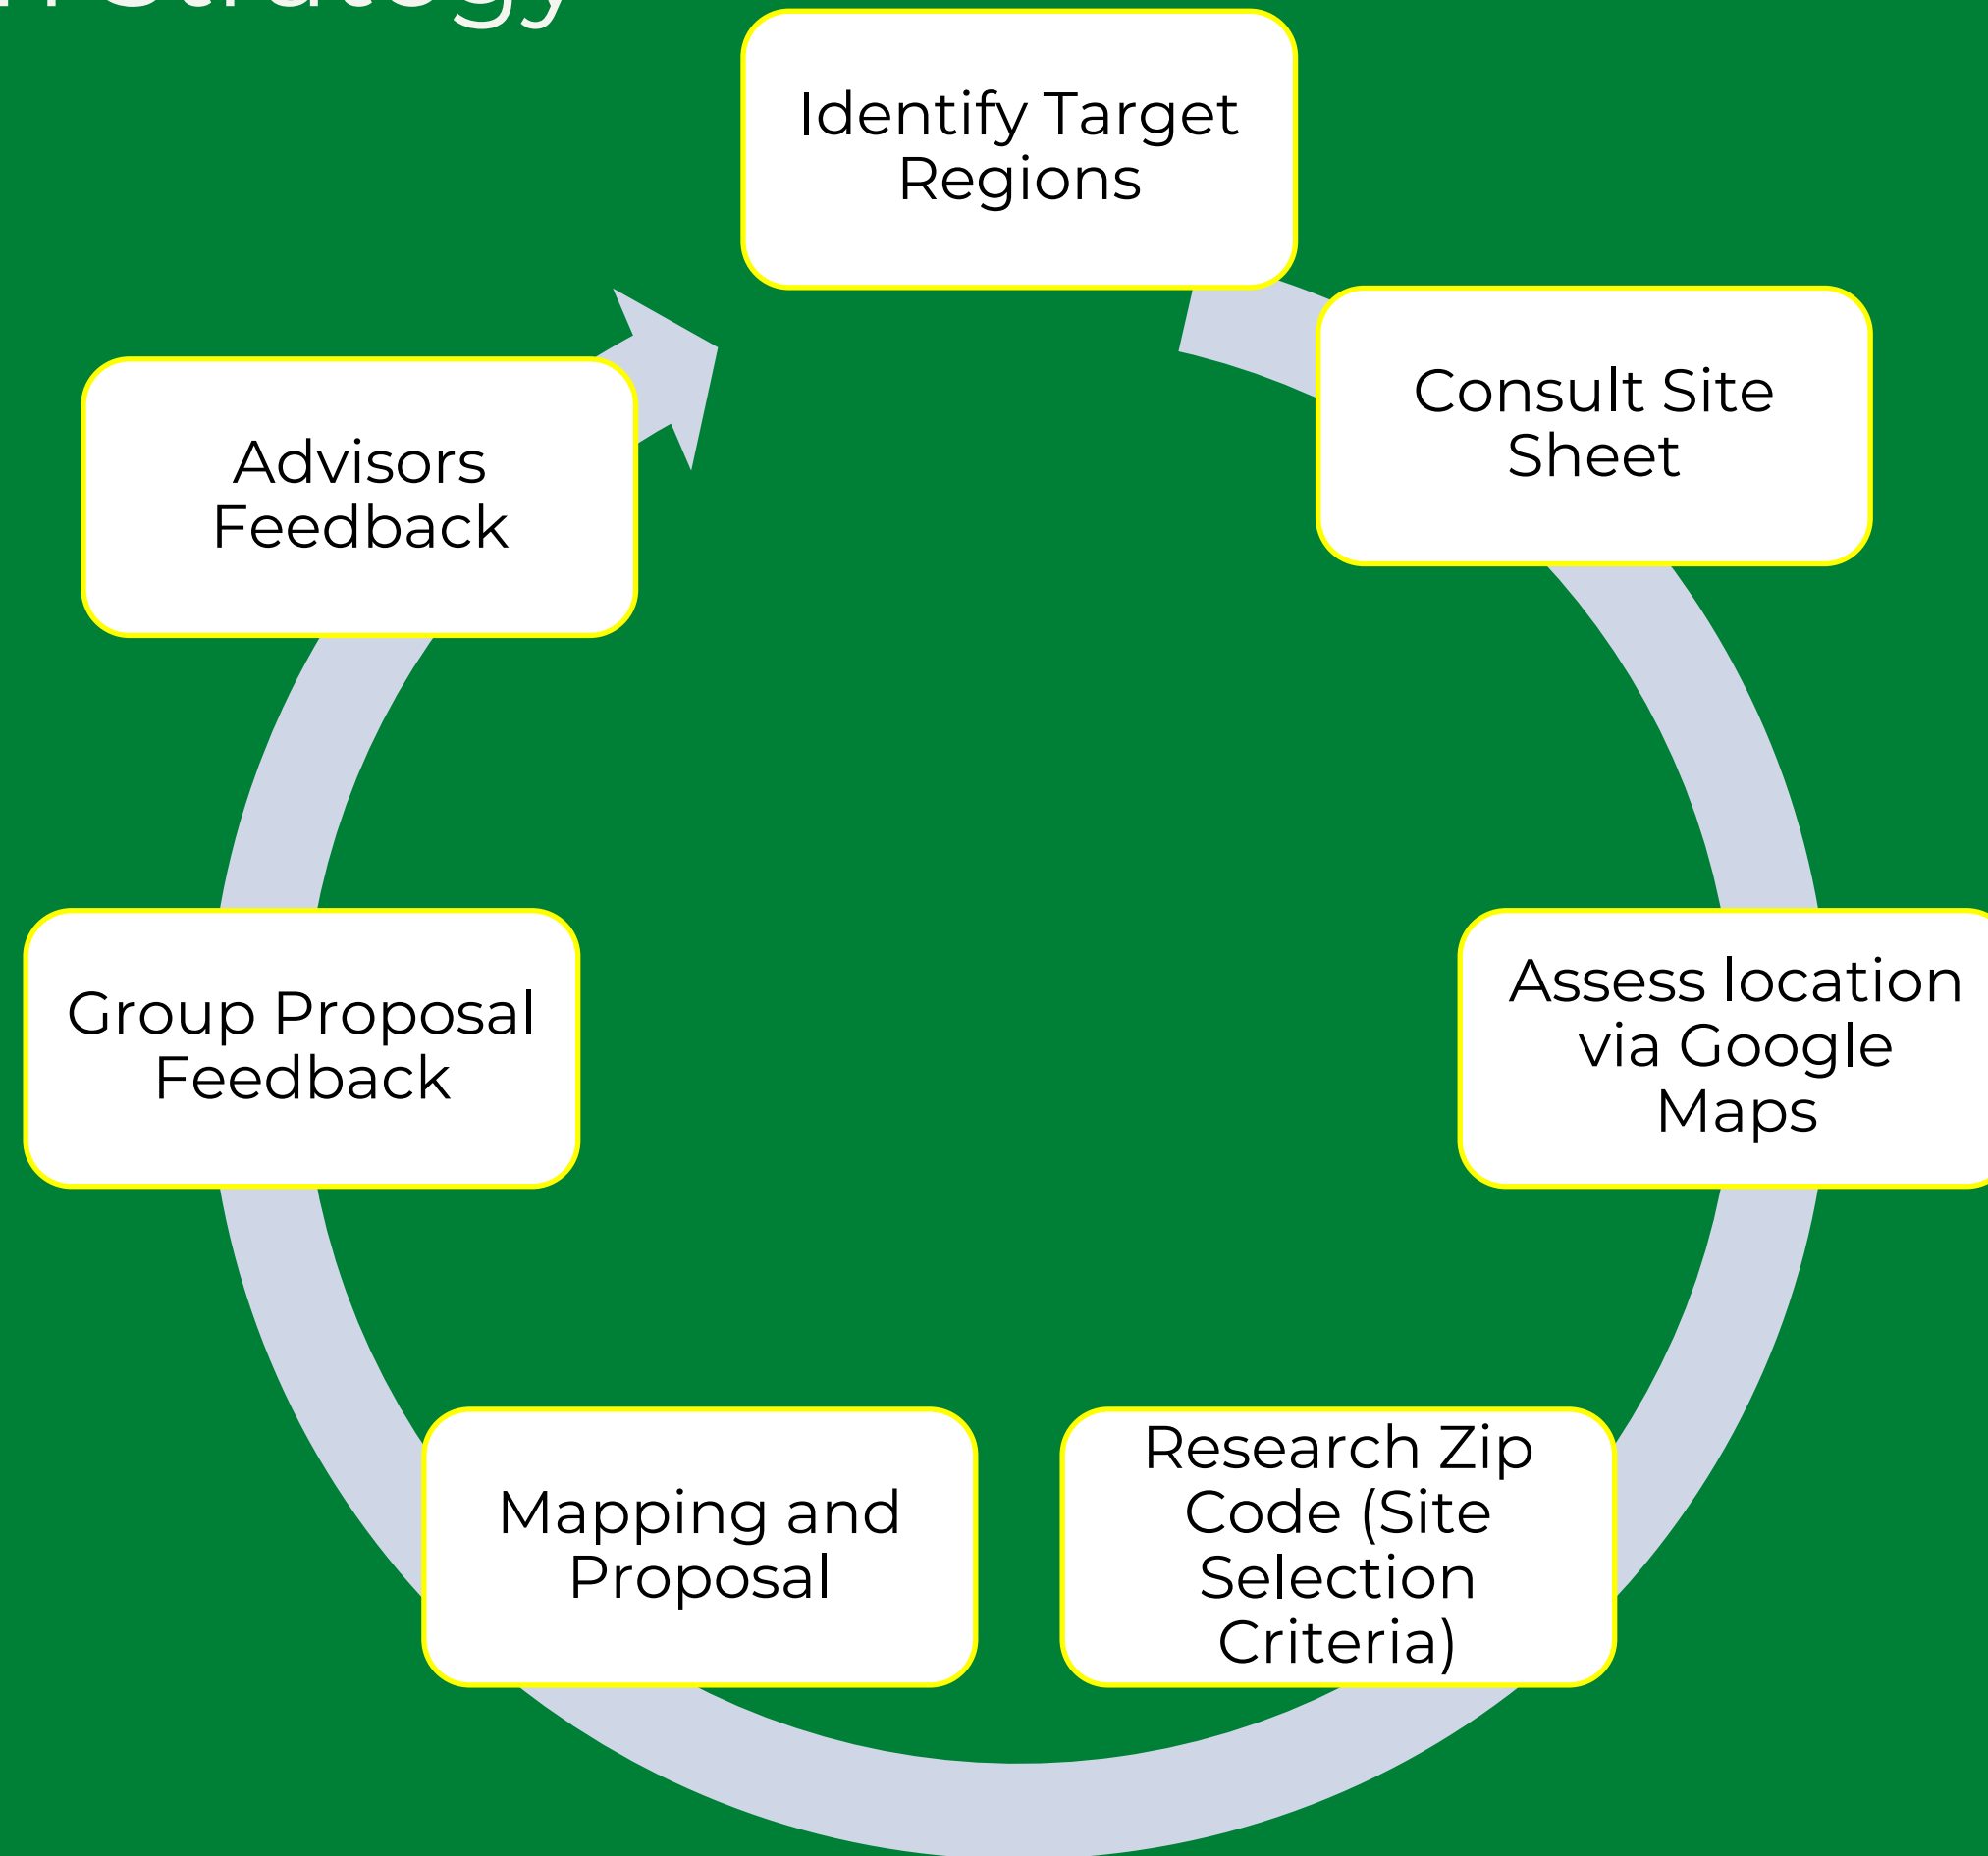 Identify Target
Regions
Consult Site
Sheet
Assess location
via Google
Maps
Research Zip
Code (Site
Selection
Criteria)
Mapping and
Proposal
Group Proposal
Feedback
Advisors
Feedback